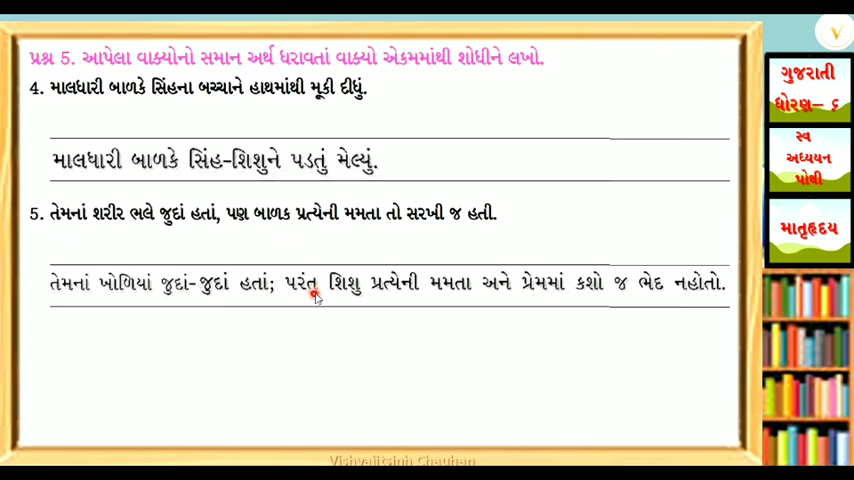 પ્રશ્ન 5. આપેલા વાક્યોનો સમાન અર્થ ધરાવતાં વાક્યો એકમમાંથી શોધીને લખો.
4. માલધારી બાળકે સિંહના બચ્ચાને હાથમાંથી મૂકી દીધું.
માલધારી બાળકે સિંહ-શિશુને પડતું મેલ્યું.
5. તેમનાં શરીર ભલે જુદાં હતાં, પણ બાળક પ્રત્યેની મમતા તો સરખી જ હતી.
તેમનાં ખોળિયાં જુદાં-જુદાં હતાં; પરંતુ શિશુ પ્રત્યેની મમતા અને પ્રેમમાં કશો જ ભેદ નહોતો.
V
ગુજરાતી
ધોરણ– ૬
સ્વ
અધ્યયન
પોથી
માતૃહૃદય
Vishvajitsinh Chauhan